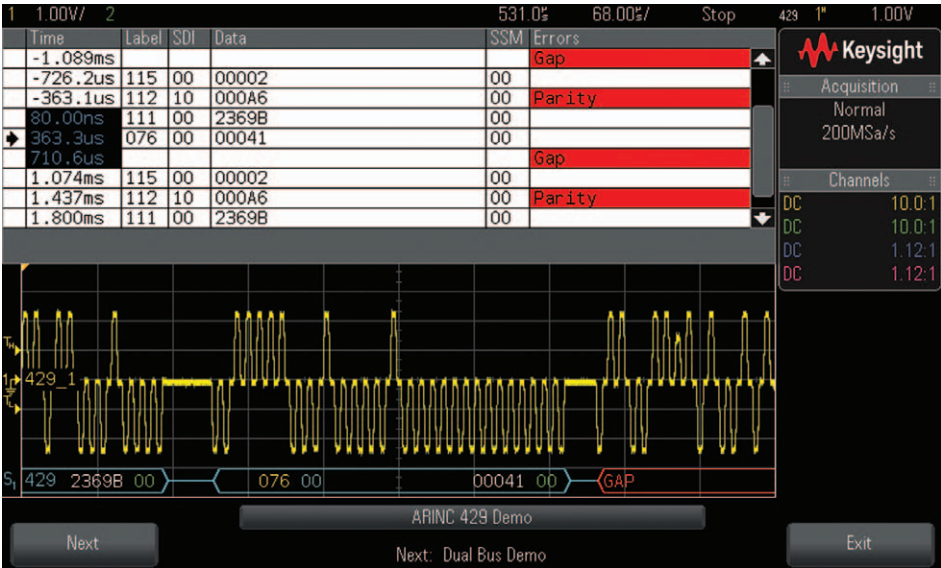 1 1.00V/ 2 531.0s 68.00s/ Stop 429 1 1.00V
Time Label SDI Data SSM Errors
-1.089ms Gap
-726.2us 115 00 00002 00
-363.1us 112 10 000A6 00 Parity
80.00ns 111 00 2369B 00
363.3us 076 00 00041 00
710.6us Gap
1.074ms 115 00 00002 00
1.437ms 112 10 000A6 00 Parity
1.800ms 111 00 2369B 00
Keysight
Acquisition
Normal
200MSa/s
Channels
DC 10.0:1
DC 10.0:1
DC 1.12:1
DC 1.12:1
TH
1 429_1
TL
S1 429 2369B 00 076 00 00041 00 GAP
ARINC 429 Demo
Next Next: Dual Bus Demo Exit